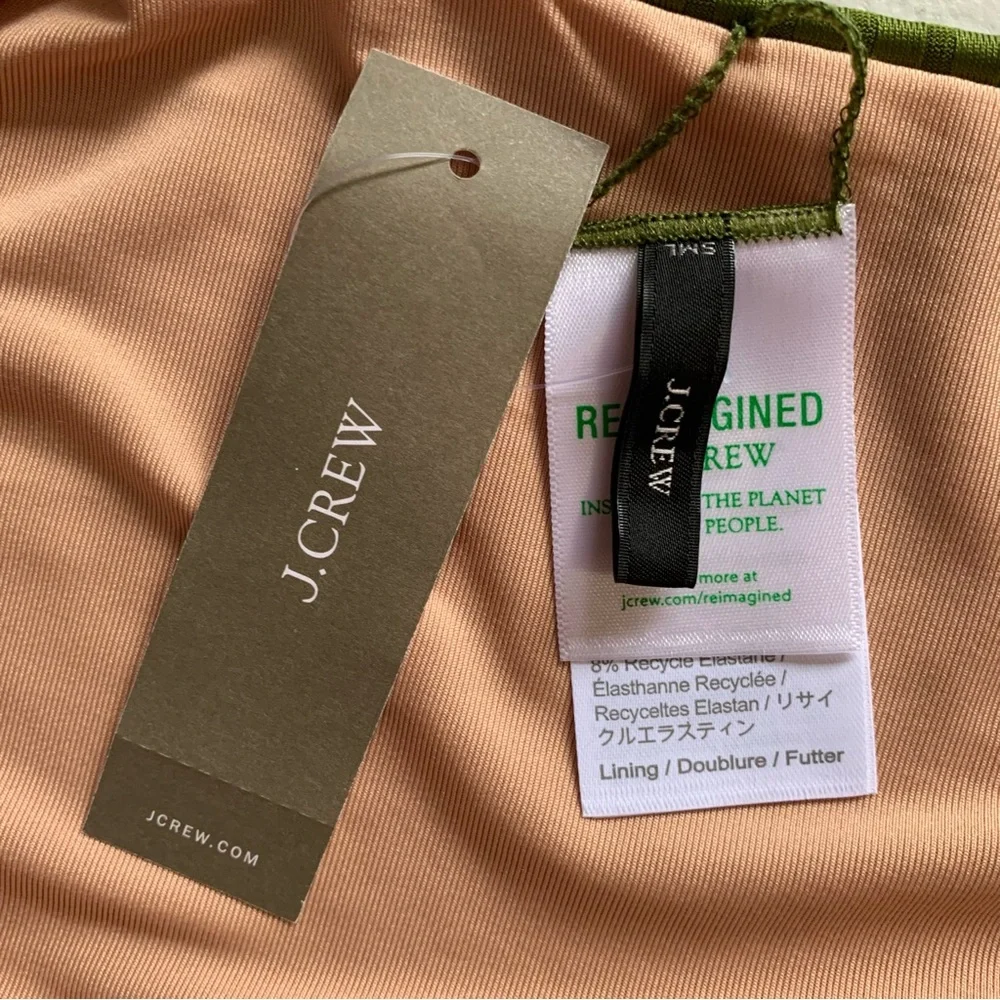 J.CREW
JCREW.COM
SML
J.CREW
RE GINED
REW
INS THE PLANET
PEOPLE.
more at
jcrew.com/reimagined
8% Recycle Elastane /
Élasthanne Recyclée /
Recyceltes Elastan / リサイ
クルエラスティン
Lining / Doublure / Futter